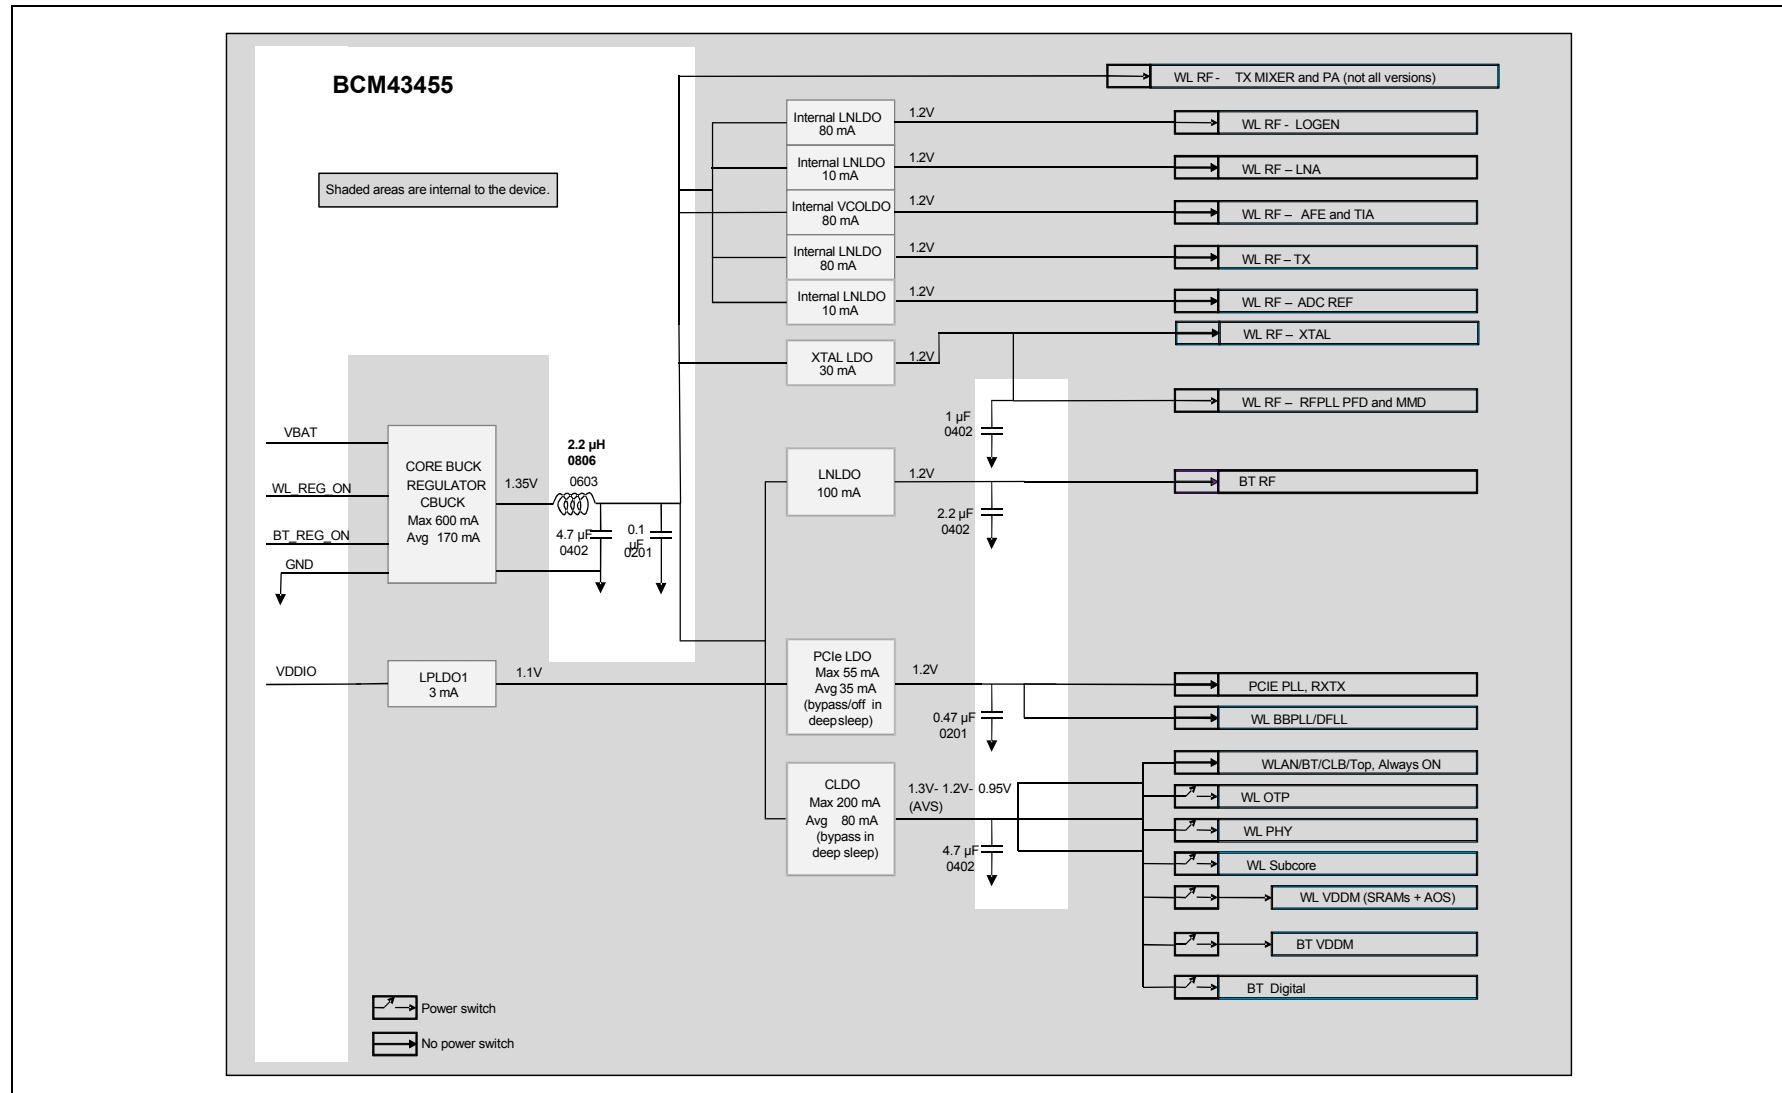 BCM43455
Shaded areas are internal to the device.
WL RF - TX MIXER and PA (not all versions)
Internal LNLDO
80 mA
1.2V
WL RF - LOGEN
Internal LNLDO
10 mA
1.2V
WL RF – LNA
Internal VCOLDO
80 mA
1.2V
WL RF – AFE and TIA
Internal LNLDO
80 mA
1.2V
WL RF – TX
Internal LNLDO
10 mA
1.2V
WL RF – ADC REF
XTAL LDO
30 mA
1.2V
WL RF – XTAL
WL RF – RFPLL PFD and MMD
1 µF
0402
VBAT
WL_REG_ON
BT_REG_ON
GND
CORE BUCK
REGULATOR
CBUCK
Max 600 mA
Avg 170 mA
1.35V
2.2 µH
0806
0603
4.7 µF
0402
0.1
µF
0201
LNLDO
100 mA
1.2V
2.2 µF
0402
BT RF
VDDIO
LPLDO1
3 mA
1.1V
PCIe LDO
Max 55 mA
Avg 35 mA
(bypass/off in
deep sleep)
1.2V
0.47 µF
0201
PCIE PLL, RXTX
WL BBPLL/DFLL
CLDO
Max 200 mA
Avg 80 mA
(bypass in
deep sleep)
1.3V- 1.2V- 0.95V
(AVS)
4.7 µF
0402
WLAN/BT/CLB/Top, Always ON
WL OTP
WL PHY
WL Subcore
WL VDDM (SRAMs + AOS)
BT VDDM
BT Digital
Power switch
No power switch